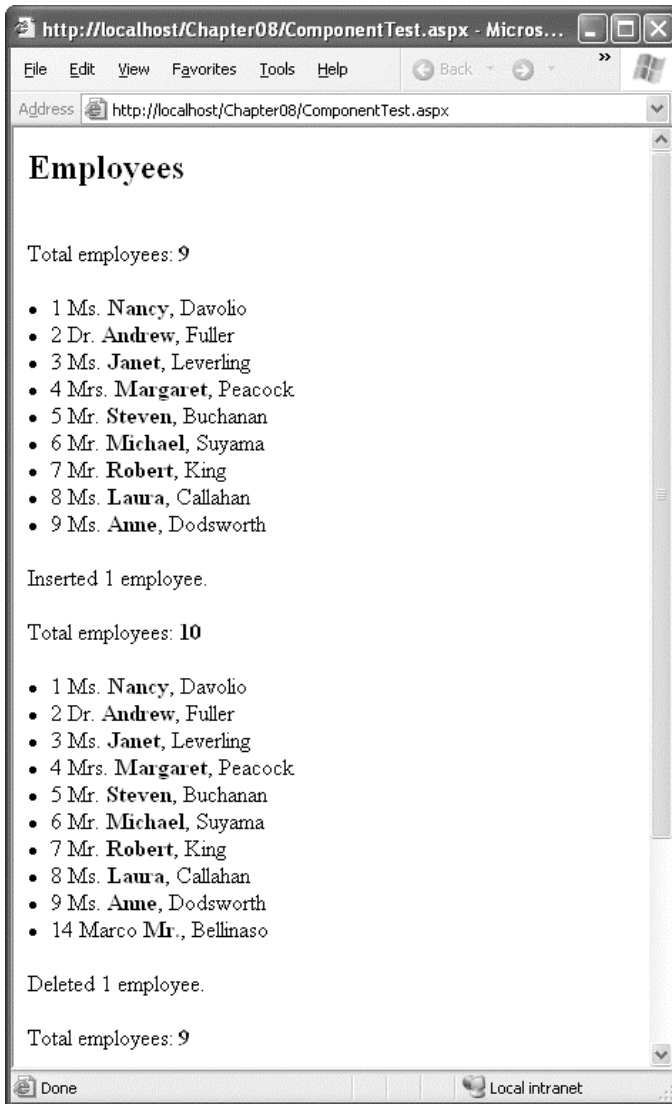 http://localhost/Chapter08/ComponentTest.aspx - Micros...
File Edit View Favorites Tools Help Back »
Address http://localhost/Chapter08/ComponentTest.aspx
Employees
Total employees: 9
• 1 Ms. Nancy, Davolio
• 2 Dr. Andrew, Fuller
• 3 Ms. Janet, Leverling
• 4 Mrs. Margaret, Peacock
• 5 Mr. Steven, Buchanan
• 6 Mr. Michael, Suyama
• 7 Mr. Robert, King
• 8 Ms. Laura, Callahan
• 9 Ms. Anne, Dodsworth
Inserted 1 employee.
Total employees: 10
• 1 Ms. Nancy, Davolio
• 2 Dr. Andrew, Fuller
• 3 Ms. Janet, Leverling
• 4 Mrs. Margaret, Peacock
• 5 Mr. Steven, Buchanan
• 6 Mr. Michael, Suyama
• 7 Mr. Robert, King
• 8 Ms. Laura, Callahan
• 9 Ms. Anne, Dodsworth
• 14 Marco Mr., Bellinaso
Deleted 1 employee.
Total employees: 9
Done Local intranet